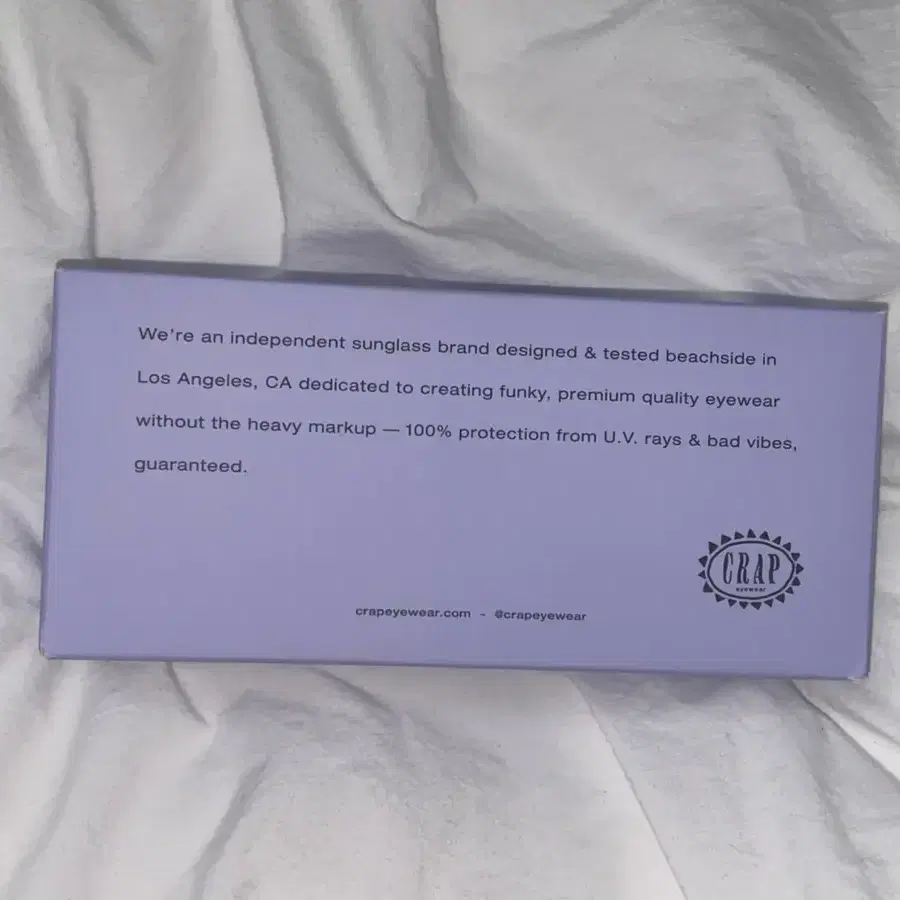 We're an independent sunglass brand designed & tested beachside in
Los Angeles, CA dedicated to creating funky, premium quality eyewear
without the heavy markup — 100% protection from U.V. rays & bad vibes,
guaranteed.
CRAP
eyewear
crapeyewear.com - @crapeyewear